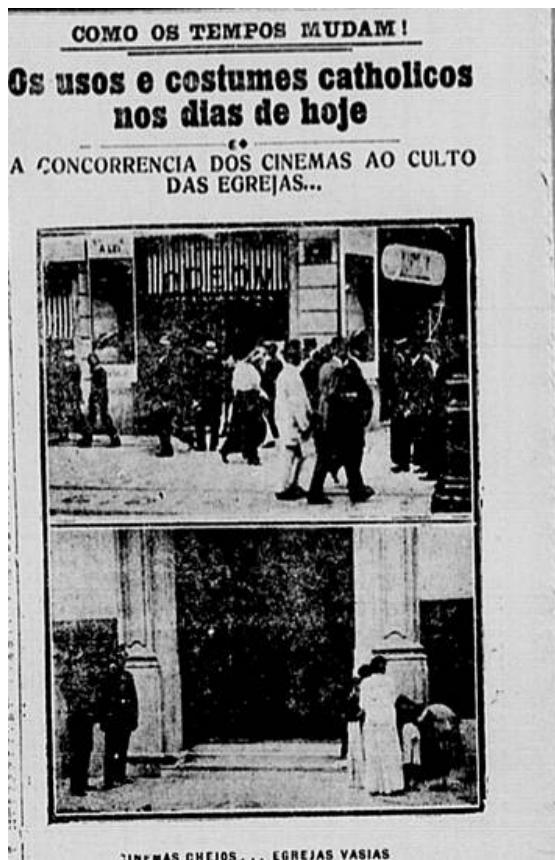 COMO OS TEMPOS MUDAM!
Os usos e costumes catholicos
nos dias de hoje
A CONCORRENCIA DOS CINEMAS AO CULTO
DAS EGREJAS...
ODEON
CINEMAS CHEIOS... EGREJAS VASIAS